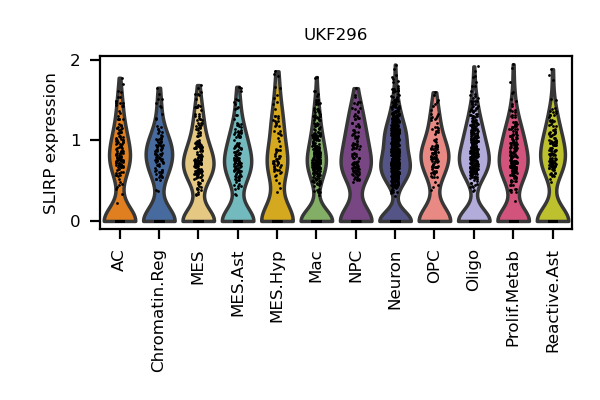 UKF296
SLIRP expression
2
1
0
AC
Chromatin.Reg
MES
MES.Ast
MES.Hyp
Mac
NPC
Neuron
OPC
Oligo
Prolif.Metab
Reactive.Ast